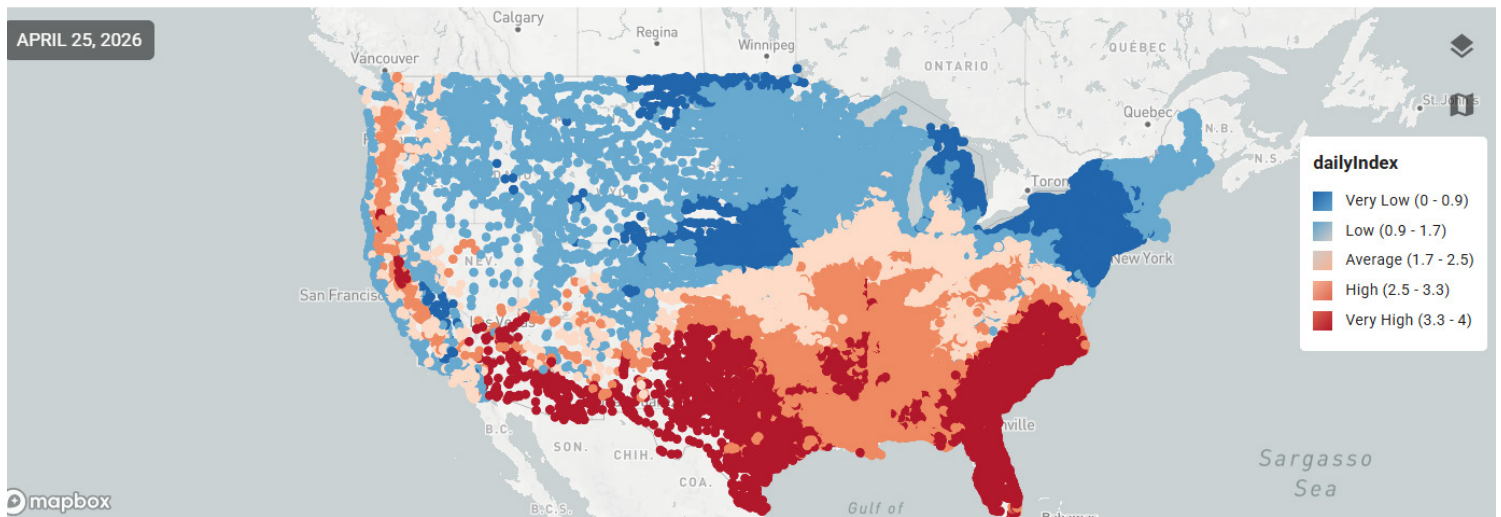 APRIL 25, 2026
Calgary
Regina
Winnipeg
Vancouver
ONTARIO
QUÉBEC
Quebec
St. John's
N.B.
N.S.
dailyIndex
Very Low (0 - 0.9)
Low (0.9 - 1.7)
Average (1.7 - 2.5)
High (2.5 - 3.3)
Very High (3.3 - 4)
New York
NEV.
San Francisc
Las Vegas
B.C.
SON.
CHIH.
COA.
B.C.S.
Gulf of
Sargasso
Sea
mapbox